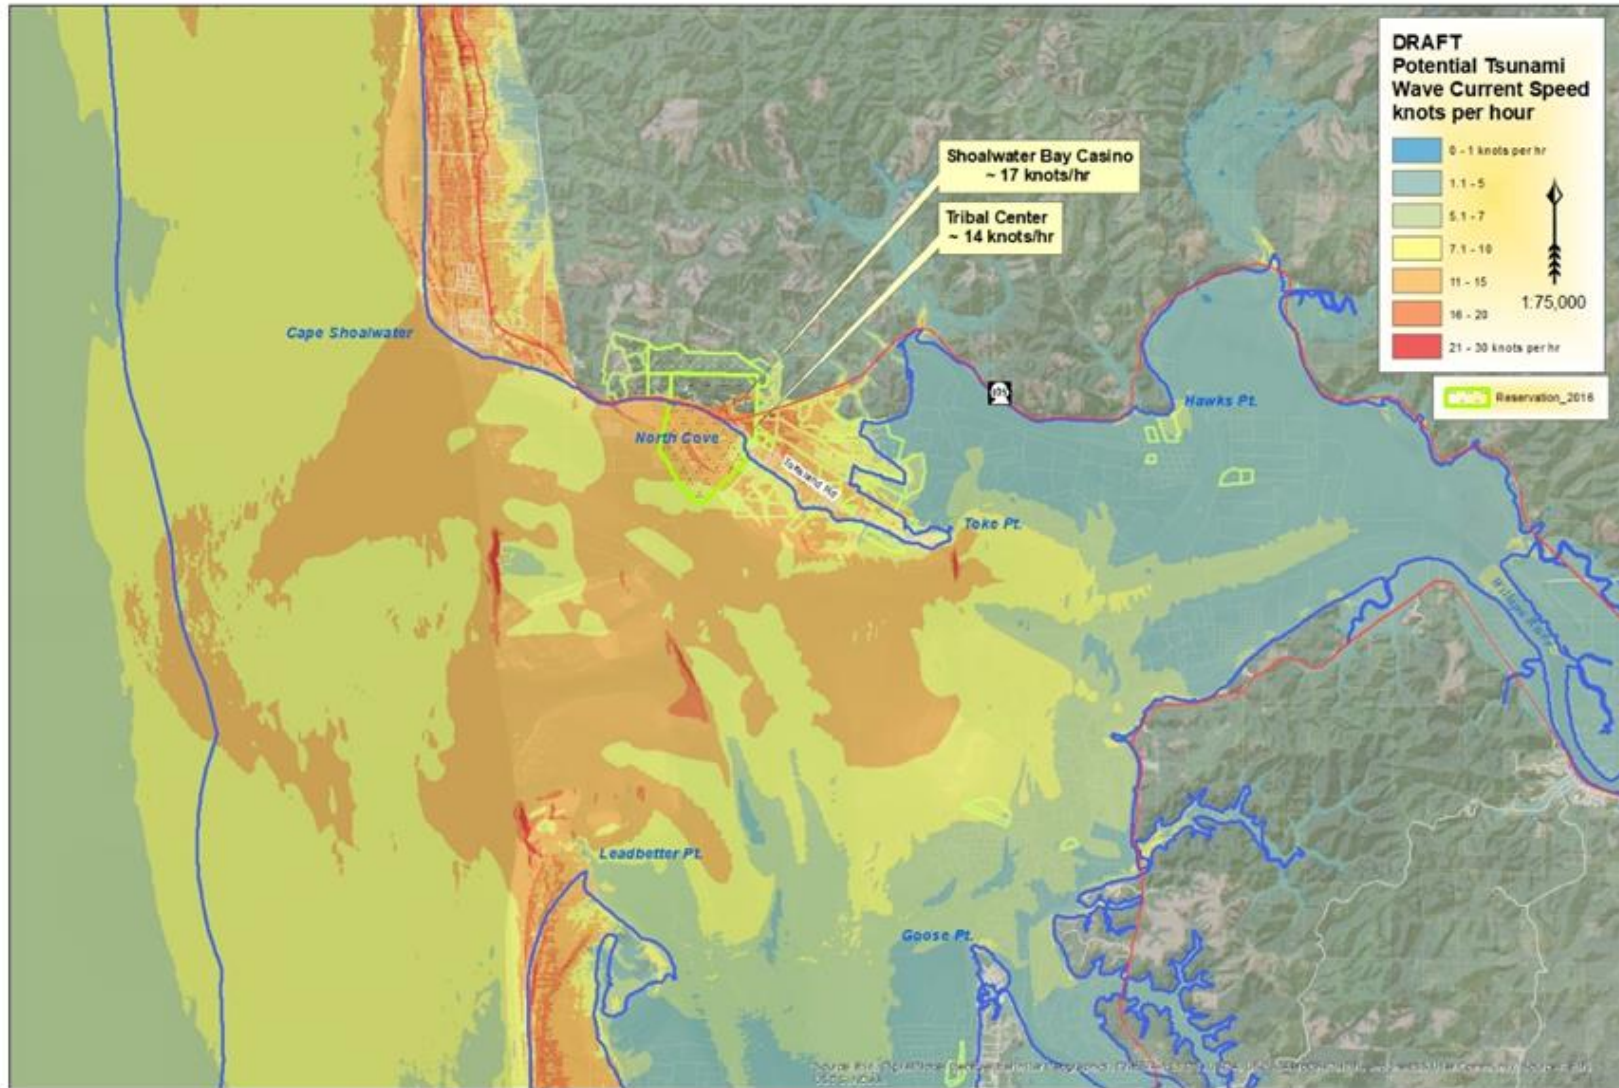 DRAFT
Potential Tsunami
Wave Current Speed
knots per hour
0 - 1 knots per hr
1.1 - 5
5.1 - 7
7.1 - 10
11 - 15
16 - 20
21 - 30 knots per hr
1:75,000
Reservation_2016
Shoalwater Bay Casino
~ 17 knots/hr
Tribal Center
~ 14 knots/hr
Cape Shoalwater
105
Hawks Pt.
North Cove
Toke Pt.
Willapa River
Leadbetter Pt.
Goose Pt.